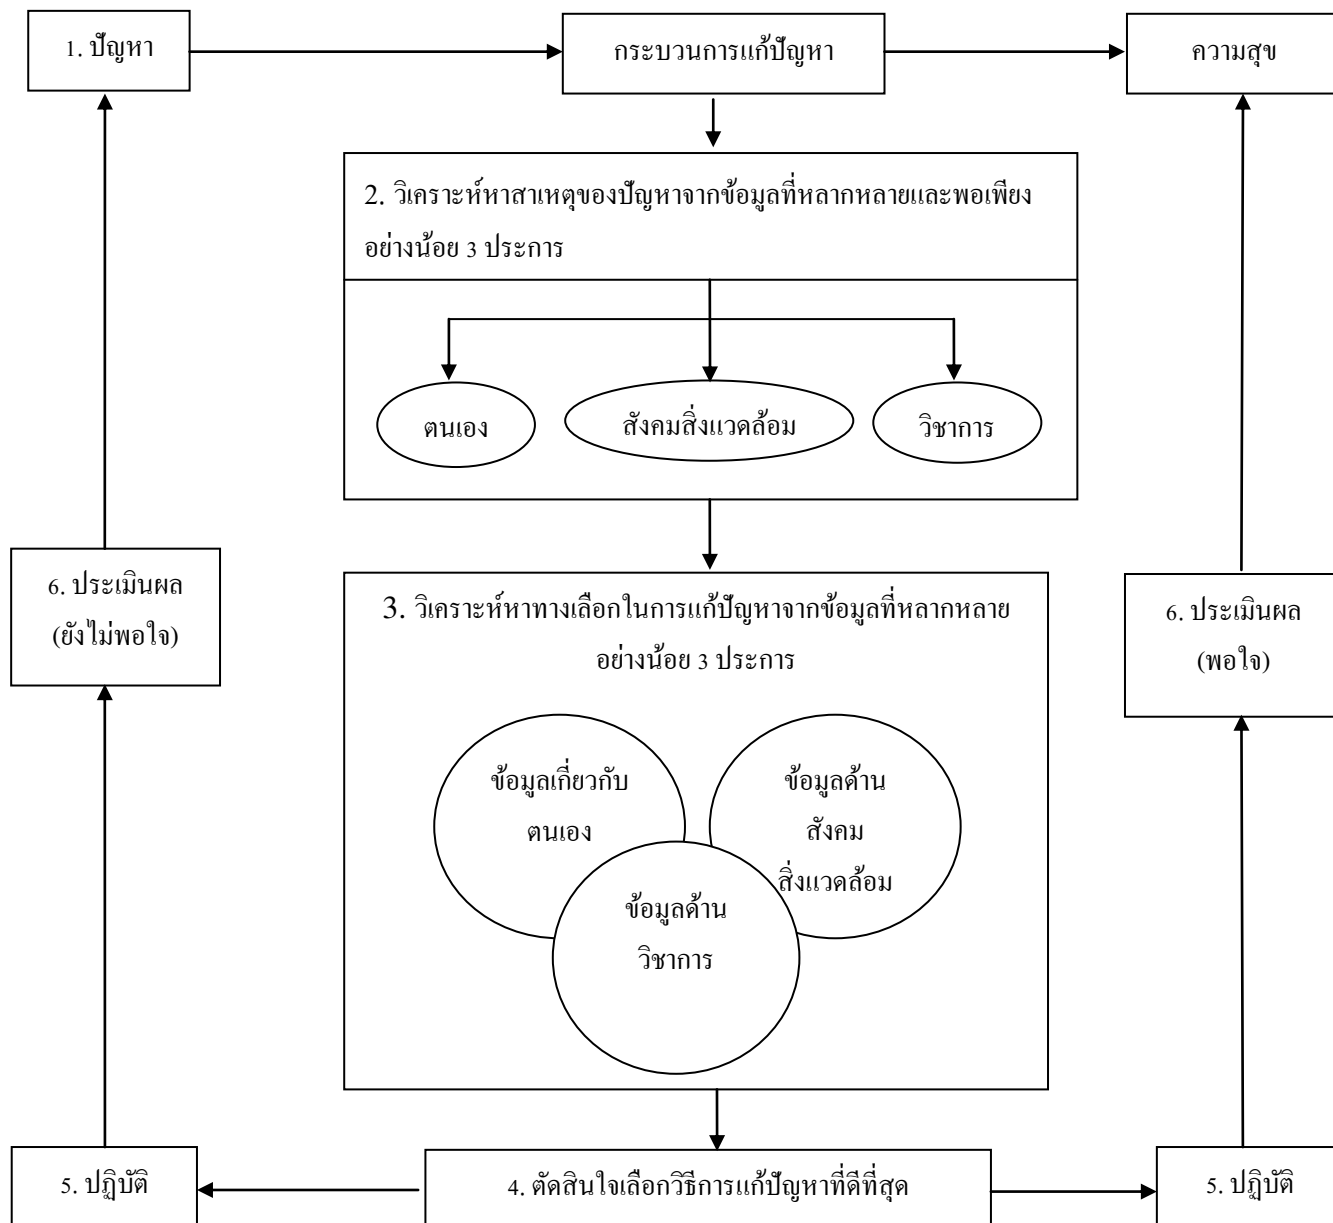 1. ปัญหา
กระบวนการแก้ปัญหา
ความสุข
2. วิเคราะห์หาสาเหตุของปัญหาจากข้อมูลที่หลากหลายและพอเพียง
อย่างน้อย 3 ประการ
ตนเอง
สังคมสิ่งแวดล้อม
วิชาการ
6. ประเมินผล
(ยังไม่พอใจ)
3. วิเคราะห์หาทางเลือกในการแก้ปัญหาจากข้อมูลที่หลากหลาย
อย่างน้อย 3 ประการ
6. ประเมินผล
(พอใจ)
ข้อมูลเกี่ยวกับ
ตนเอง
ข้อมูลด้าน
สังคม
สิ่งแวดล้อม
ข้อมูลด้าน
วิชาการ
5. ปฏิบัติ
4. ตัดสินใจเลือกวิธีการแก้ปัญหาที่ดีที่สุด
5. ปฏิบัติ